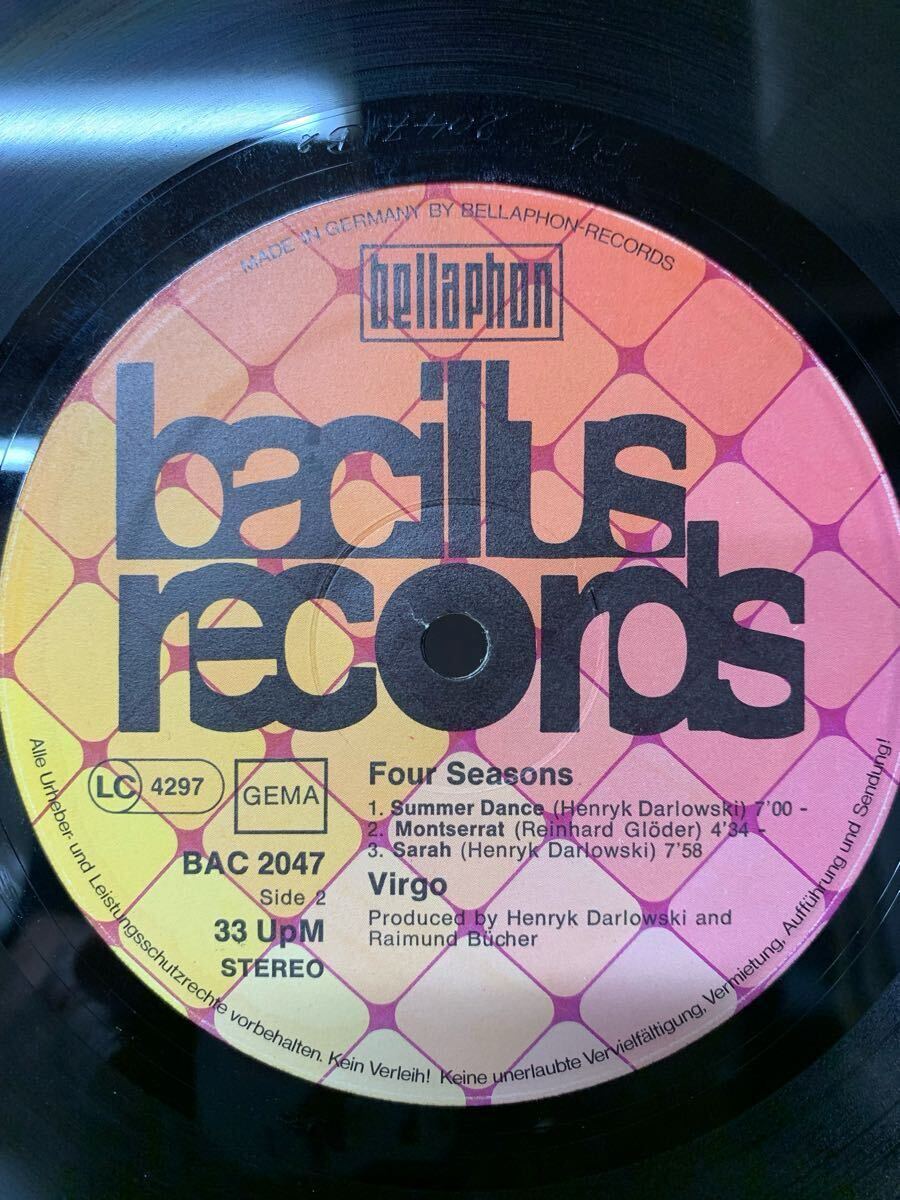 BAC 2047 B2
MADE IN GERMANY BY BELLAPHON-RECORDS
bellaphon
bacillus
records
LC 4297
GEMA
BAC 2047
Side 2
33 UpM
STEREO
Four Seasons
1. Summer Dance (Henryk Darlowski) 7'00 -
2. Montserrat (Reinhard Glöder) 4'34 -
3. Sarah (Henryk Darlowski) 7'58
Virgo
Produced by Henryk Darlowski and
Raimund Bücher
Alle Urheber- und Leistungsschutzrechte vorbehalten. Kein Verleih! Keine unerlaubte Vervielfältigung, Vermietung, Aufführung und Sendung!